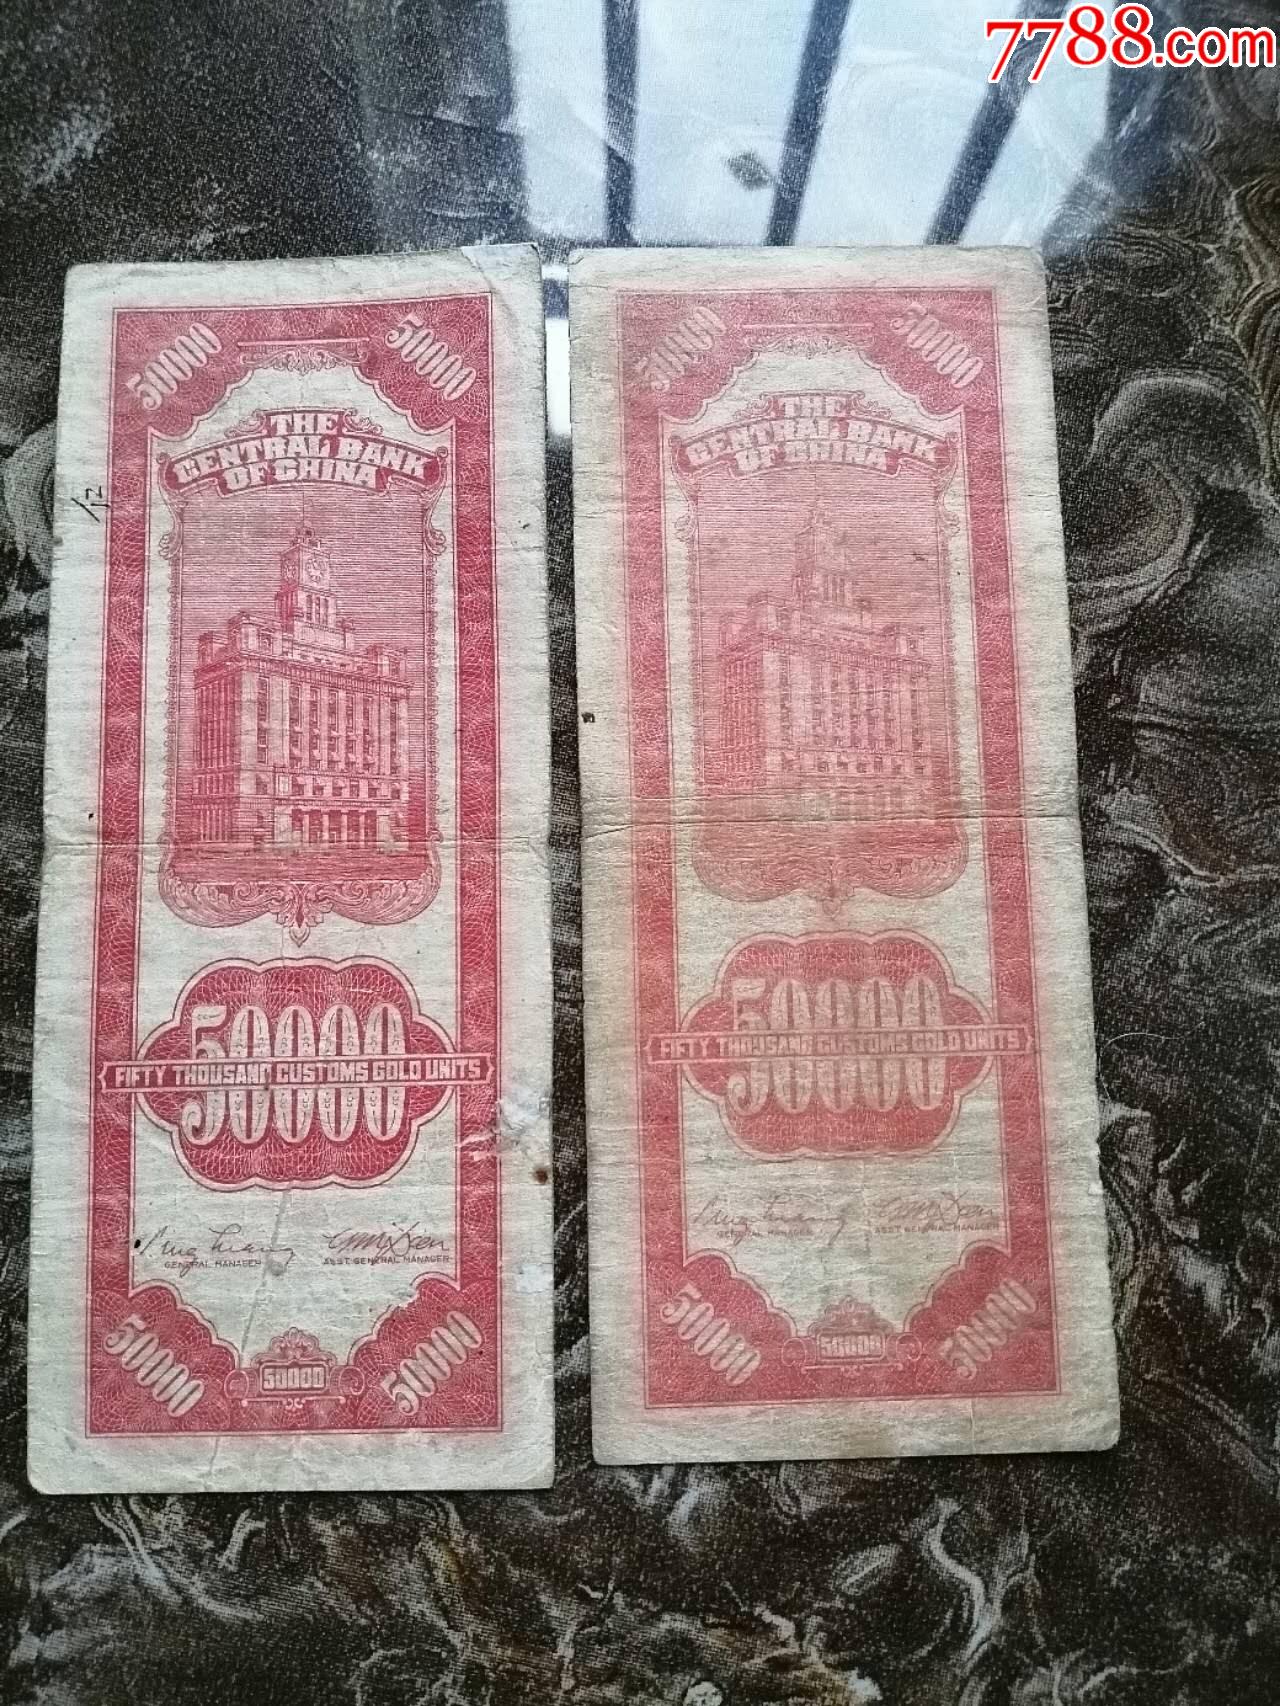 7788.com
50000
50000
THE
CENTRAL BANK
OF CHINA
50000
FIFTY THOUSAND CUSTOMS GOLD UNITS
GENERAL MANAGER
ASST GENERAL MANAGER
50000
50000
50000
50000
50000
THE
CENTRAL BANK
OF CHINA
50000
FIFTY THOUSAND CUSTOMS GOLD UNITS
GENERAL MANAGER
ASST GENERAL MANAGER
50000
50000
50000